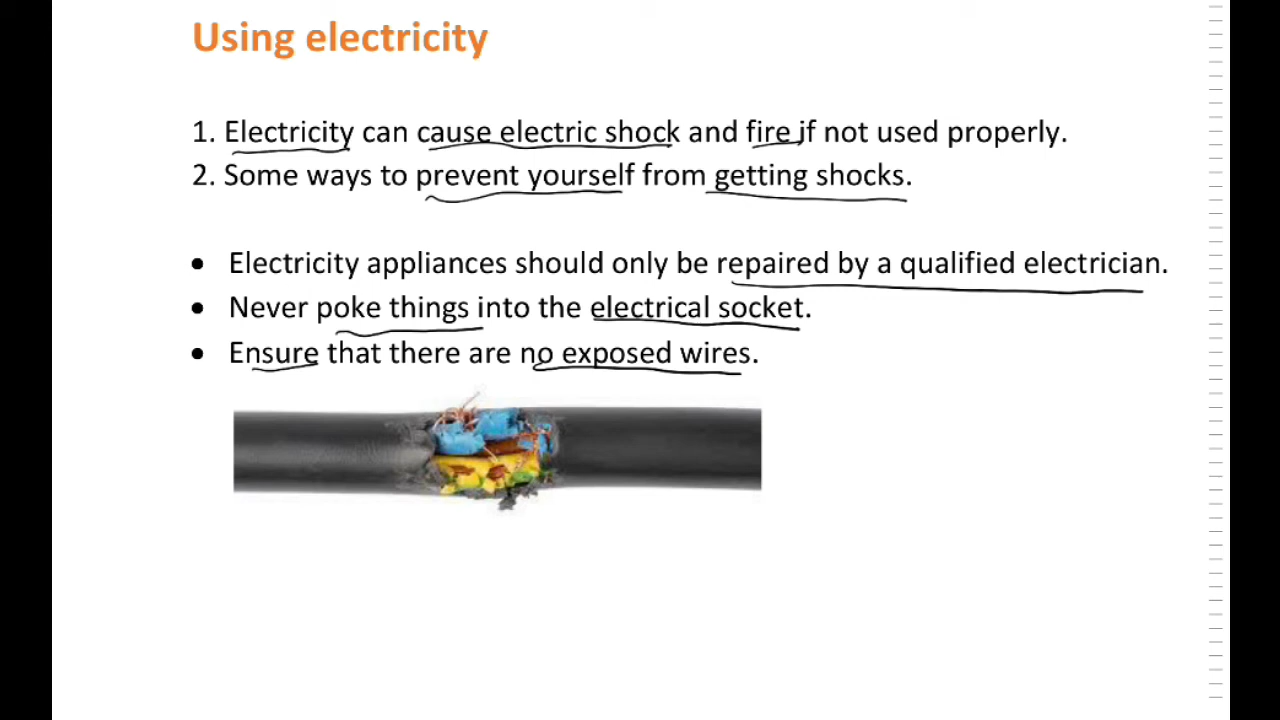 Using electricity
1. Electricity can cause electric shock and fire if not used properly.
2. Some ways to prevent yourself from getting shocks.
• Electricity appliances should only be repaired by a qualified electrician.
• Never poke things into the electrical socket.
• Ensure that there are no exposed wires.